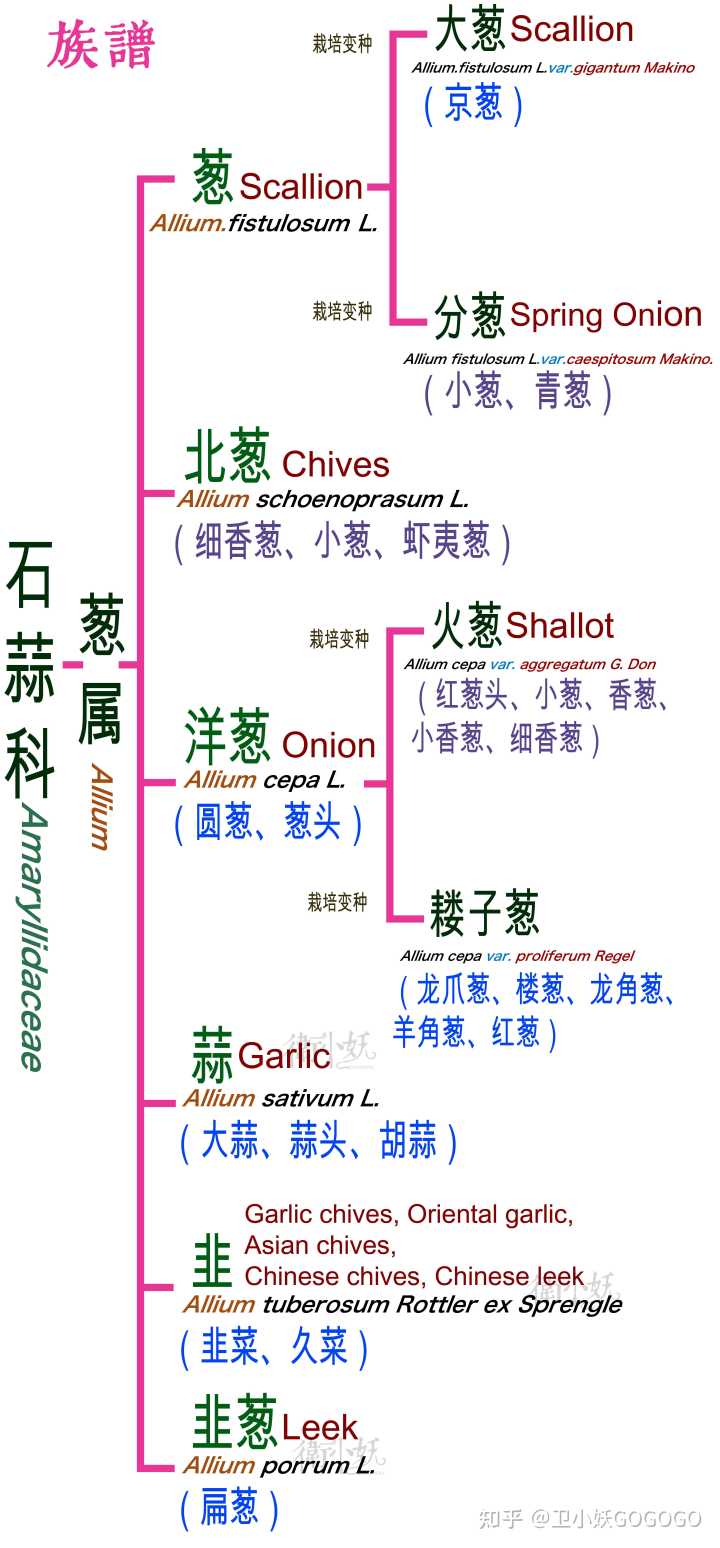 族譜
石蒜科
Amaryllidaceae
葱属
Allium
葱 Scallion
Allium.fistulosum L.
栽培变种
大葱 Scallion
Allium.fistulosum L.var.gigantum Makino
（京葱）
栽培变种
分葱 Spring Onion
Allium fistulosum L.var.caespitosum Makino.
（小葱、青葱）
北葱 Chives
Allium schoenoprasum L.
（细香葱、小葱、虾夷葱）
洋葱 Onion
Allium cepa L.
（圆葱、葱头）
栽培变种
火葱 Shallot
Allium cepa var. aggregatum G. Don
（红葱头、小葱、香葱、
小香葱、细香葱）
栽培变种
楼子葱
Allium cepa var. proliferum Regel
（龙爪葱、楼葱、龙角葱、
羊角葱、红葱）
蒜 Garlic
Allium sativum L.
（大蒜、蒜头、胡蒜）
韭 Garlic chives, Oriental garlic,
Asian chives,
Chinese chives, Chinese leek
Allium tuberosum Rottler ex Sprengle
（韭菜、久菜）
韭葱 Leek
Allium porrum L.
（扁葱）
衛小妖
衛小妖
衛小妖
知乎 @卫小妖GOGOGO